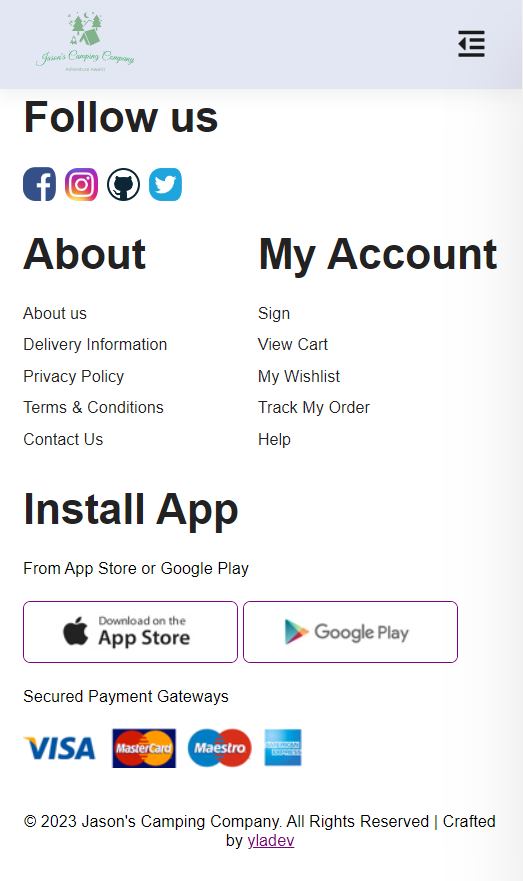 Jason's Camping Company
Follow us
About
About us
Delivery Information
Privacy Policy
Terms & Conditions
Contact Us
My Account
Sign
View Cart
My Wishlist
Track My Order
Help
Install App
From App Store or Google Play
Download on the
App Store
Google Play
Secured Payment Gateways
VISA MasterCard Maestro AMERICAN
EXPRESS
© 2023 Jason's Camping Company. All Rights Reserved | Crafted
by yladev